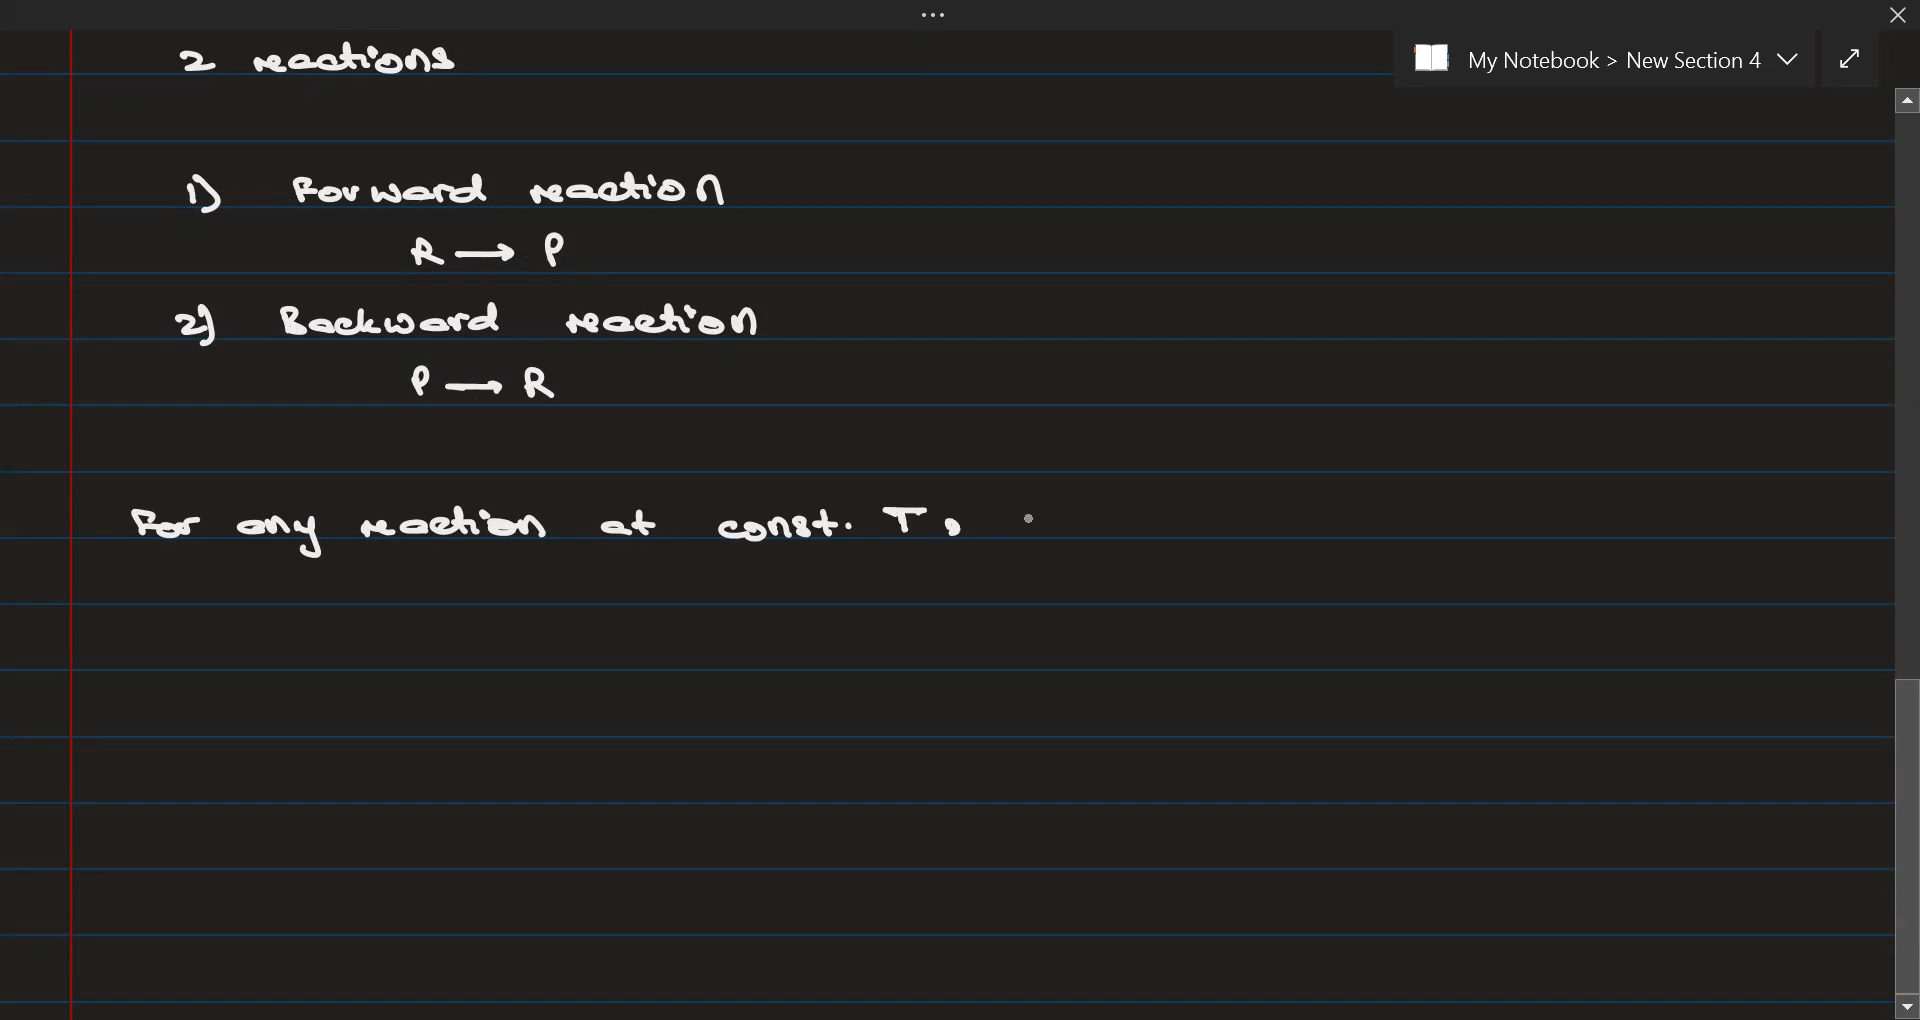 2 reactions
My Notebook > New Section 4
1) Forward reaction
R → P
2) Backward reaction
P → R
For any reaction at const. T,